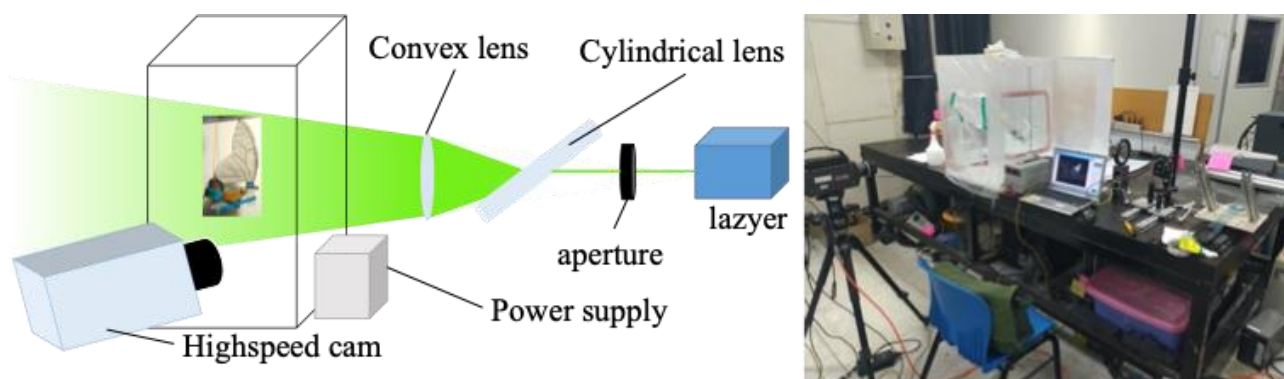 Convex lens
Cylindrical lens
lazyer
aperture
Power supply
Highspeed cam